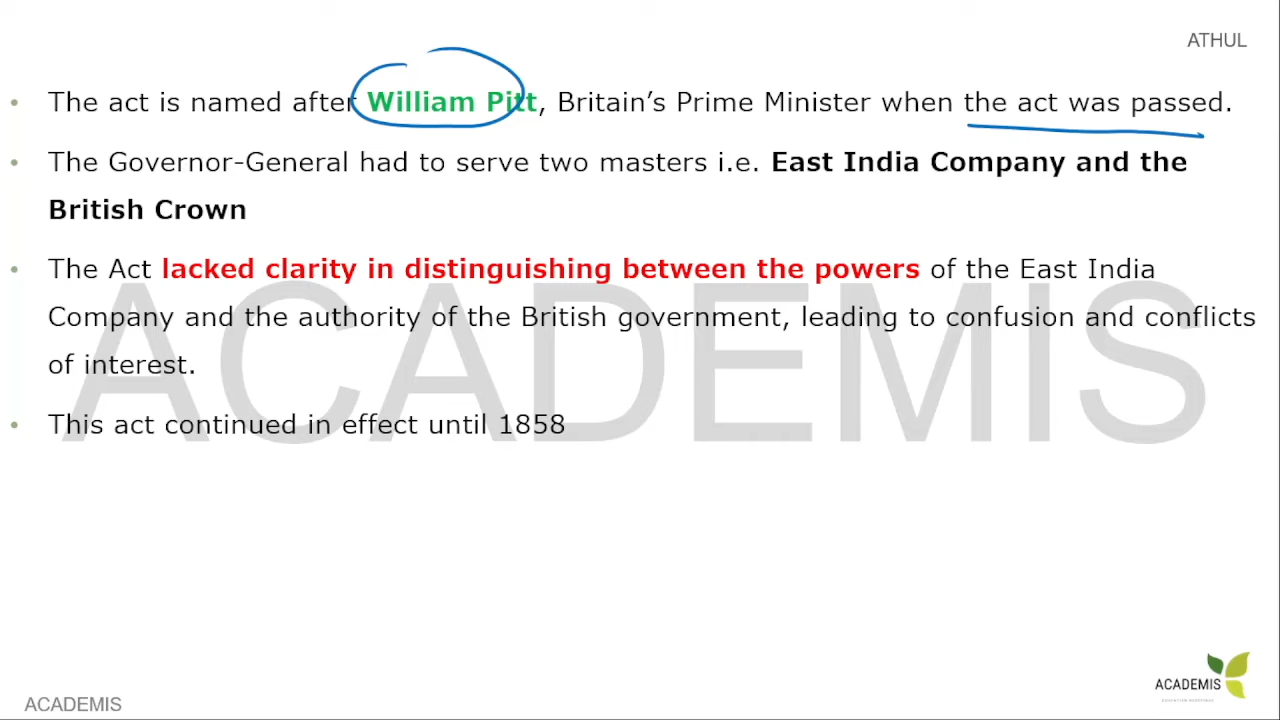 ATHUL
• The act is named after William Pitt, Britain’s Prime Minister when the act was passed.
• The Governor-General had to serve two masters i.e. East India Company and the
British Crown
• The Act lacked clarity in distinguishing between the powers of the East India
Company and the authority of the British government, leading to confusion and conflicts
of interest.
• This act continued in effect until 1858
ACADEMIS
ACADEMIS
ACADEMIS